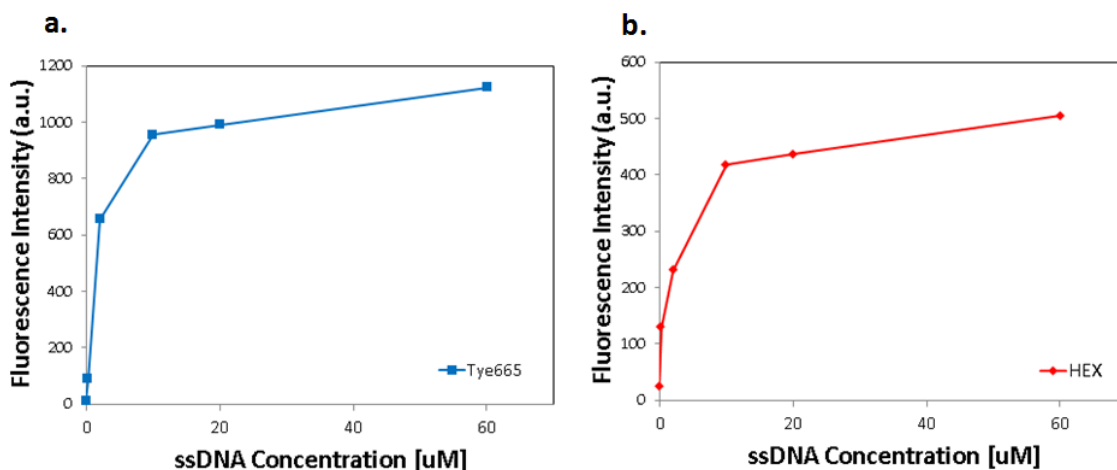 a.
Fluorescence Intensity (a.u.)
1200
1000
800
600
400
200
0
0 20 40 60
Tye665
ssDNA Concentration [uM]
b.
Fluorescence Intensity (a.u.)
600
500
400
300
200
100
0
0 20 40 60
HEX
ssDNA Concentration [uM]